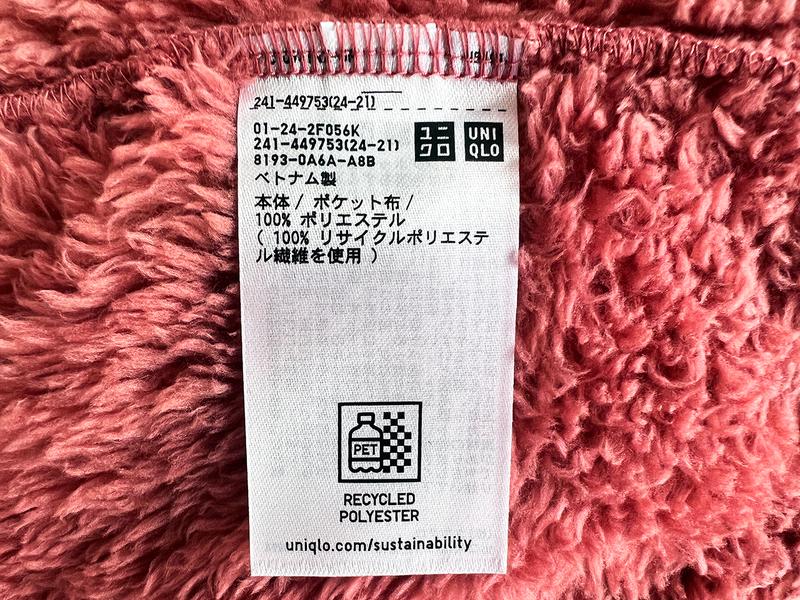 241-449753(24-21)
01-24-2F056K
241-449753(24-21)
8193-0A6A-A8B
ユニ
クロ
UNI
QLO
ベトナム製
本体 / ポケット布 /
100% ポリエステル
( 100% リサイクルポリエステ
ル繊維を使用 )
PET
RECYCLED
POLYESTER
uniqlo.com/sustainability